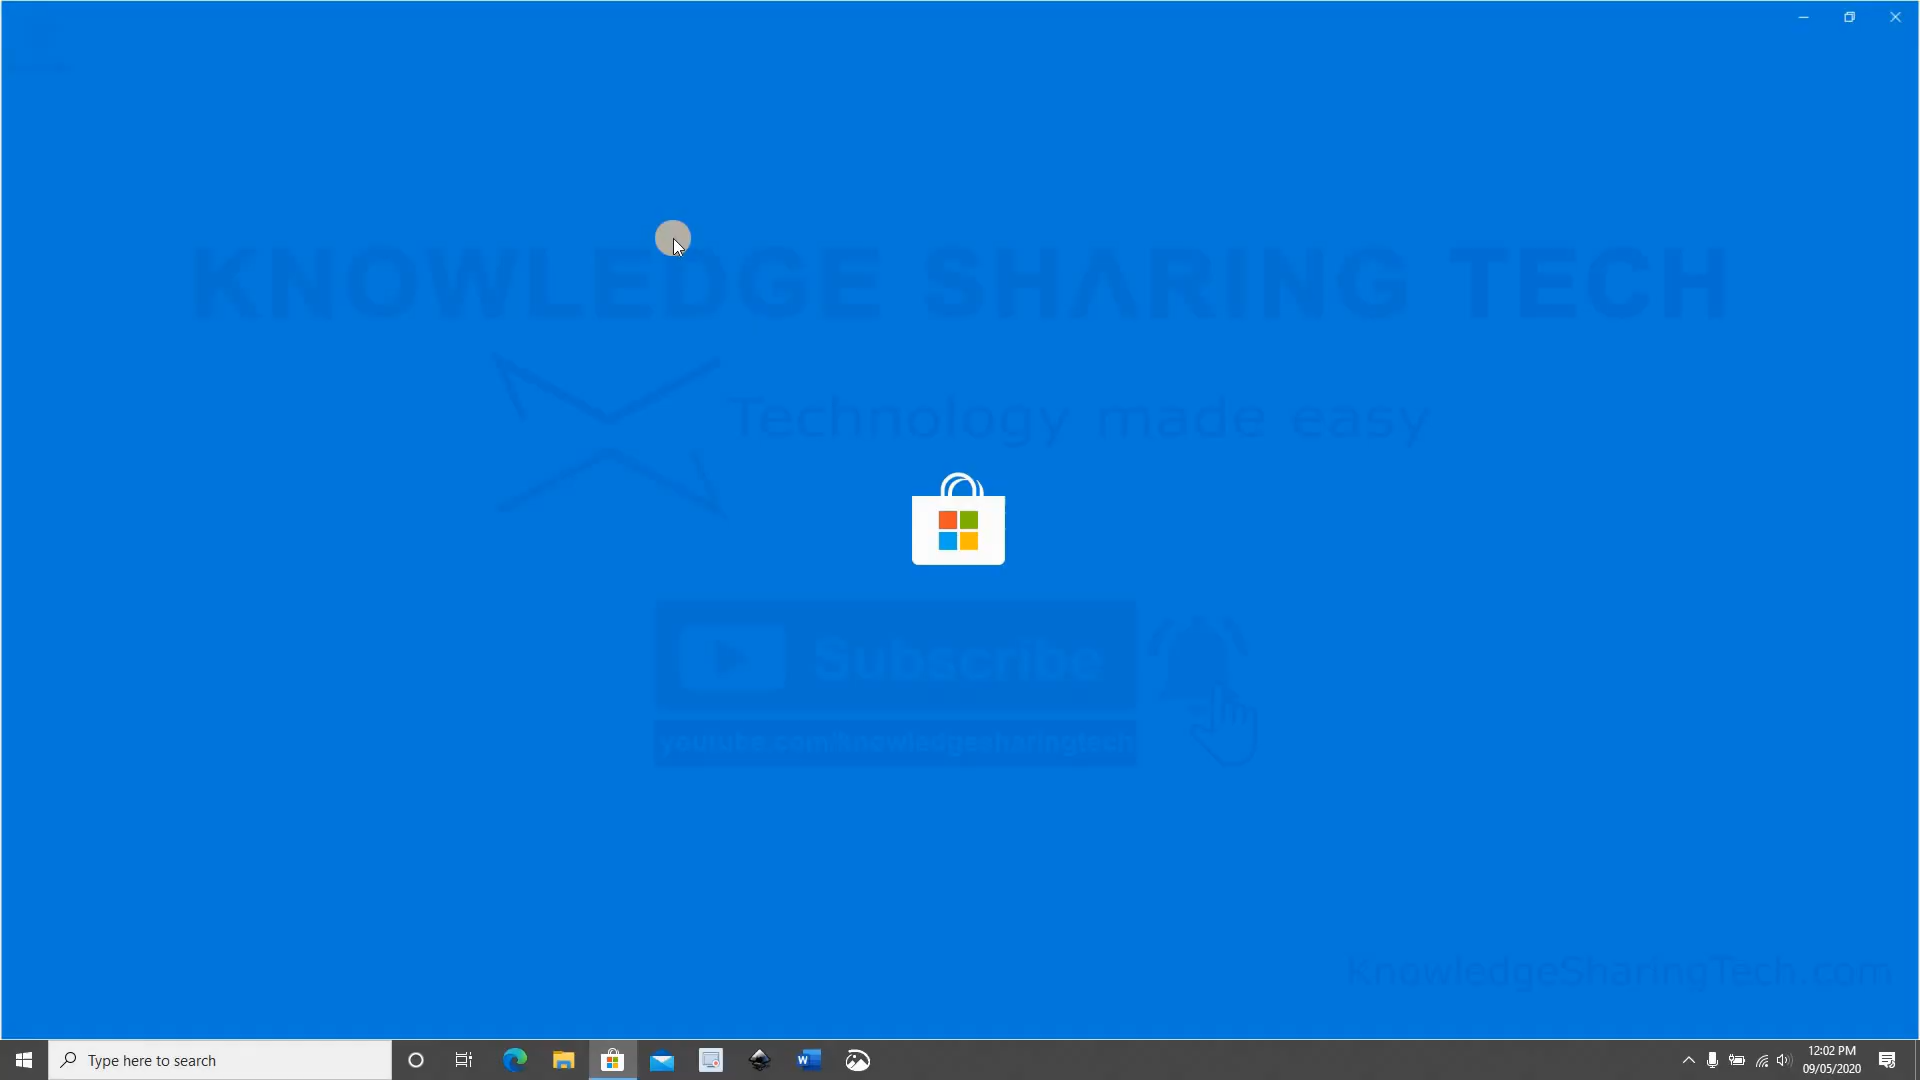 KNOWLEDGE SHARING TECH
Technology made easy
Subscribe
youtube.com/knowledgesharingtech
KnowledgeSharingTech.com
Type here to search
12:02 PM
09/05/2020